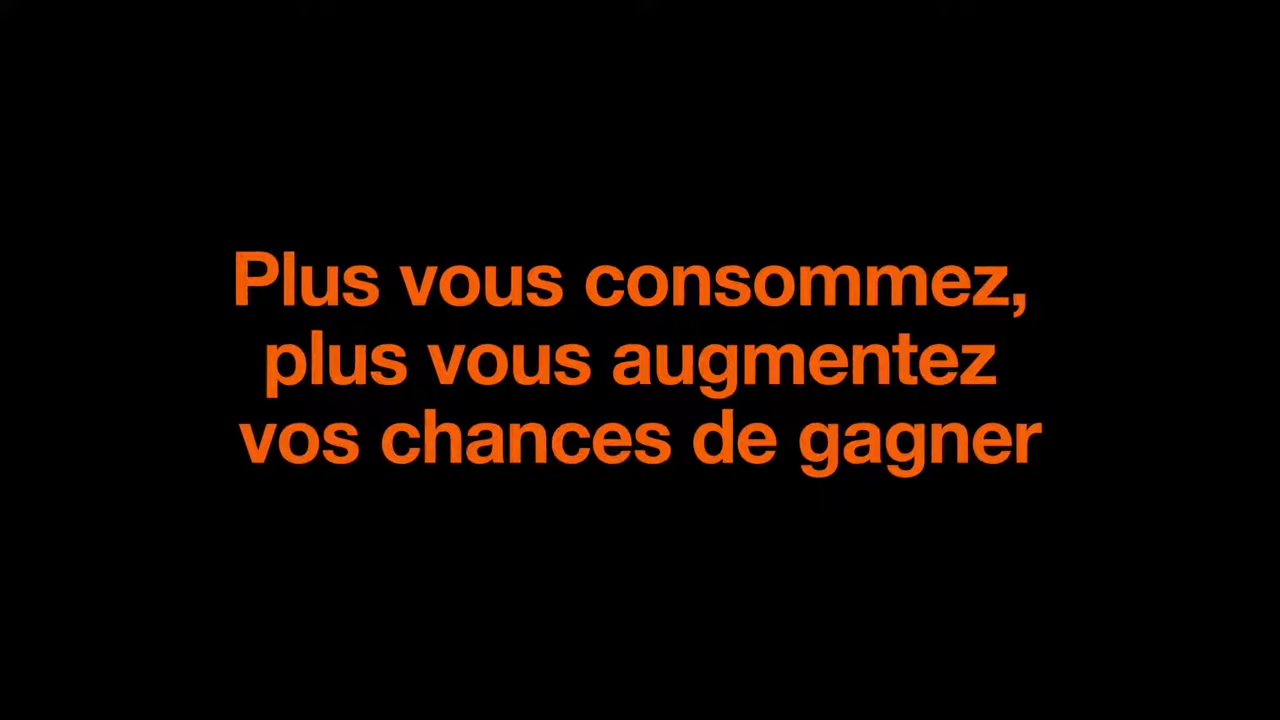 Plus vous consommez,
plus vous augmentez
vos chances de gagner